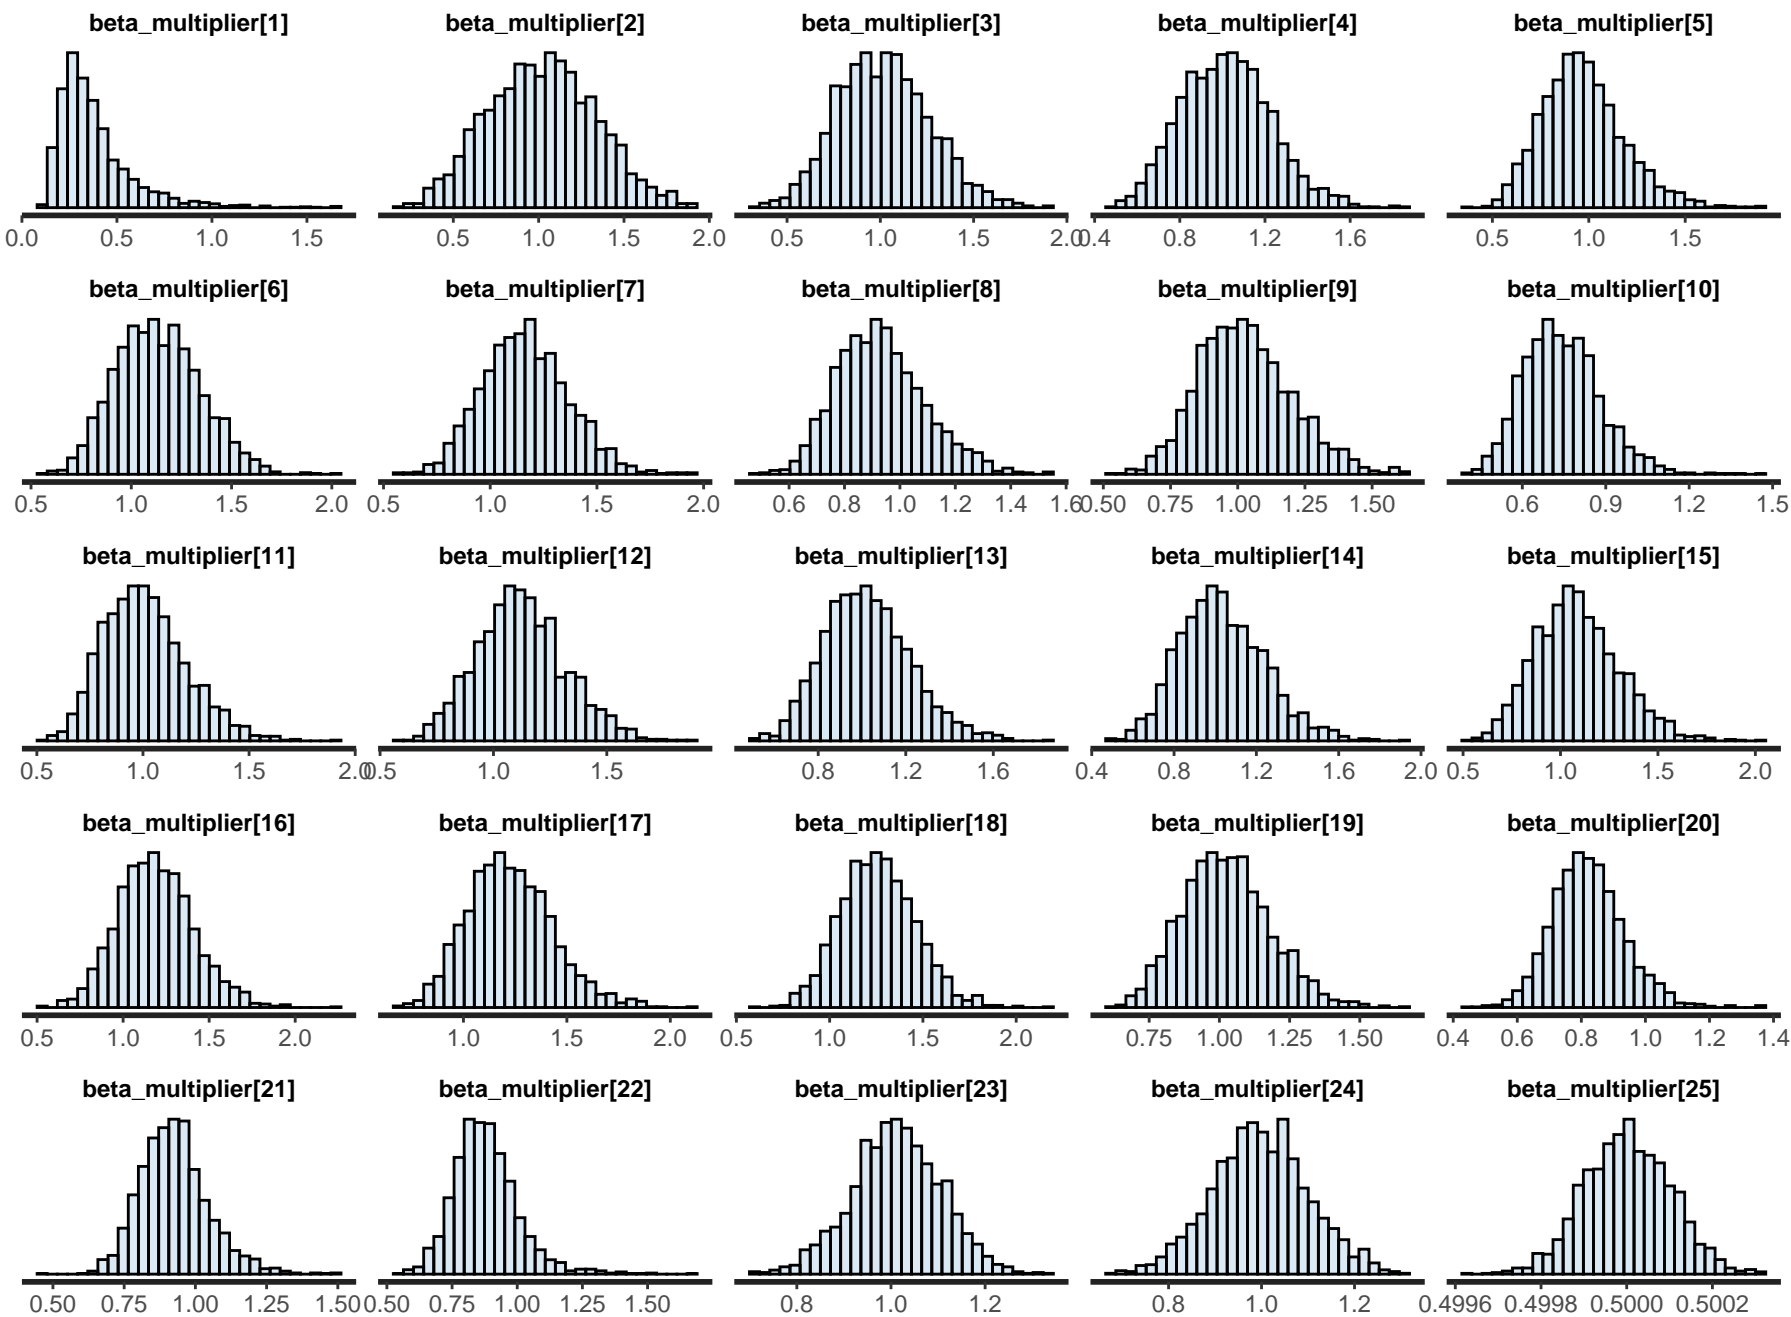 beta_multiplier[1] beta_multiplier[2] beta_multiplier[3] beta_multiplier[4] beta_multiplier[5]
0.0 0.5 1.0 1.5 0.5 1.0 1.5 2.0 0.5 1.0 1.5 2.0 0.4 0.8 1.2 1.6 0.5 1.0 1.5
beta_multiplier[6] beta_multiplier[7] beta_multiplier[8] beta_multiplier[9] beta_multiplier[10]
0.5 1.0 1.5 2.0 0.5 1.0 1.5 2.0 0.6 0.8 1.0 1.2 1.4 1.6 0.50 0.75 1.00 1.25 1.50 0.6 0.9 1.2 1.5
beta_multiplier[11] beta_multiplier[12] beta_multiplier[13] beta_multiplier[14] beta_multiplier[15]
0.5 1.0 1.5 2.0 0.5 1.0 1.5 0.8 1.2 1.6 0.4 0.8 1.2 1.6 2.0 0.5 1.0 1.5 2.0
beta_multiplier[16] beta_multiplier[17] beta_multiplier[18] beta_multiplier[19] beta_multiplier[20]
0.5 1.0 1.5 2.0 1.0 1.5 2.0 0.5 1.0 1.5 2.0 0.75 1.00 1.25 1.50 0.4 0.6 0.8 1.0 1.2 1.4
beta_multiplier[21] beta_multiplier[22] beta_multiplier[23] beta_multiplier[24] beta_multiplier[25]
0.50 0.75 1.00 1.25 1.50 0.50 0.75 1.00 1.25 1.50 0.8 1.0 1.2 0.8 1.0 1.2 0.4996 0.4998 0.5000 0.5002